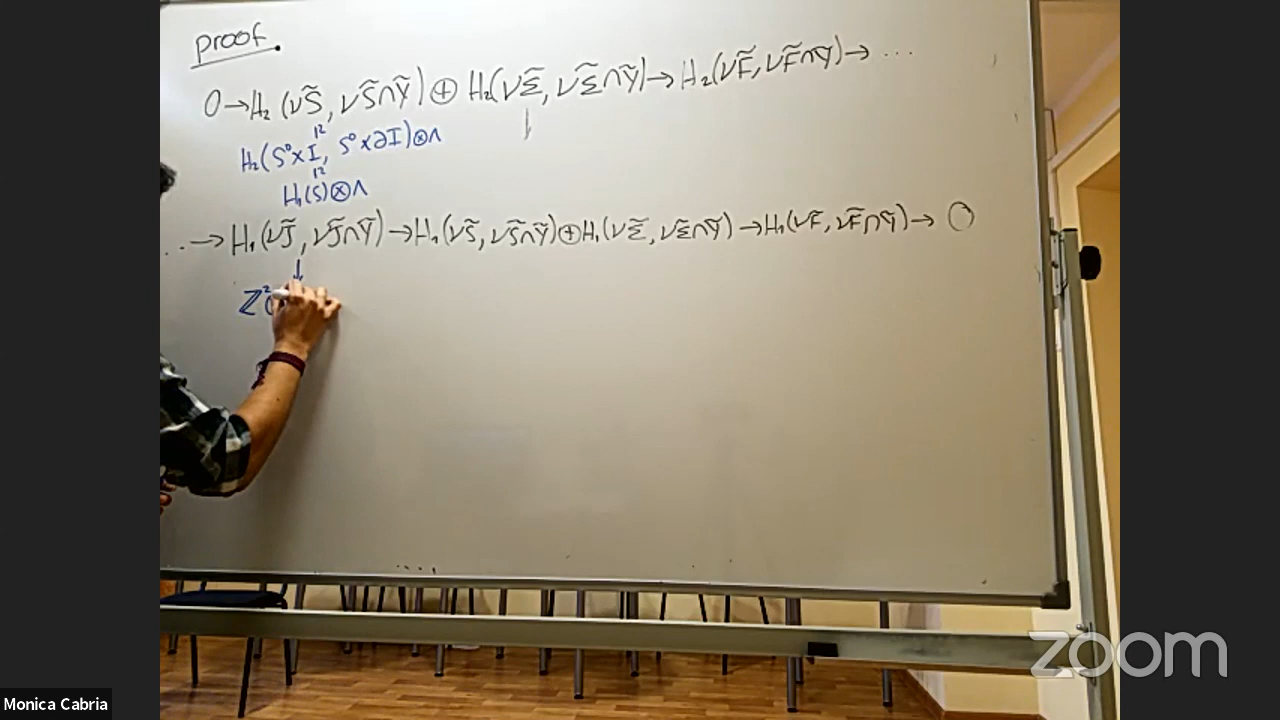 proof.
0→H₂(νS̃, νS̃∩Ỹ)⊕H₂(νΣ̃, νΣ̃∩Ỹ)→H₂(νF̃, νF̃∩Ỹ)→ ...
↓
H₂(S⁰×I, S⁰×∂I)⊗Λ
H₁(S)⊗Λ
...→H₁(νJ̃, νJ̃∩Ỹ)→H₁(νS̃, νS̃∩Ỹ)⊕H₁(νΣ̃, νΣ̃∩Ỹ)→H₁(νF̃, νF̃∩Ỹ)→ 0
↓
ℤ²
zoom
Monica Cabria